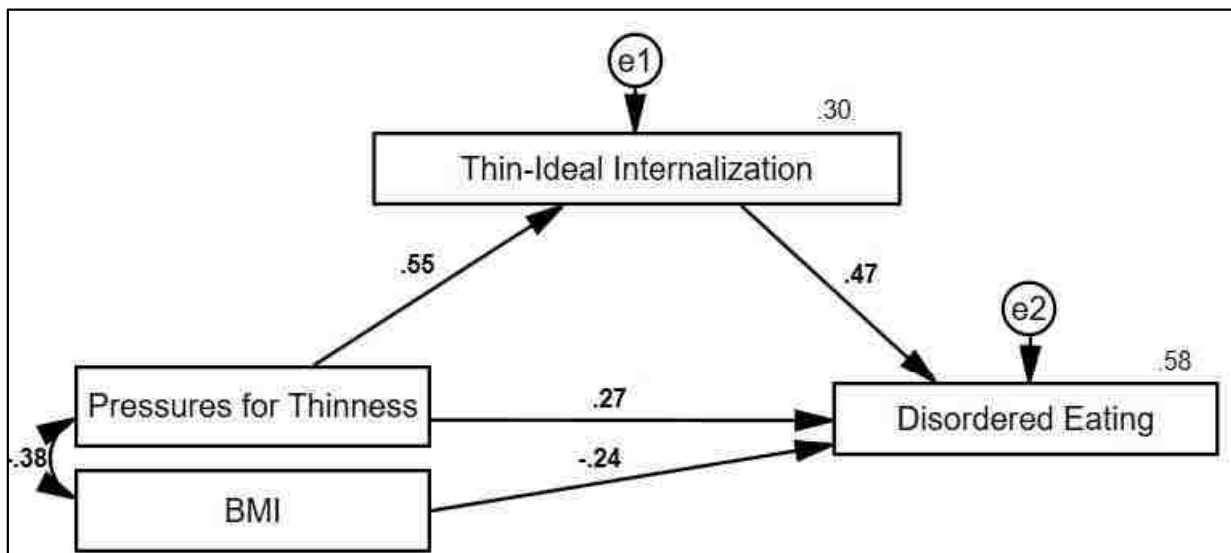 e1
.30
Thin-Ideal Internalization
.55
.47
e2
.58
Pressures for Thinness
.27
Disordered Eating
-.38
-.24
BMI